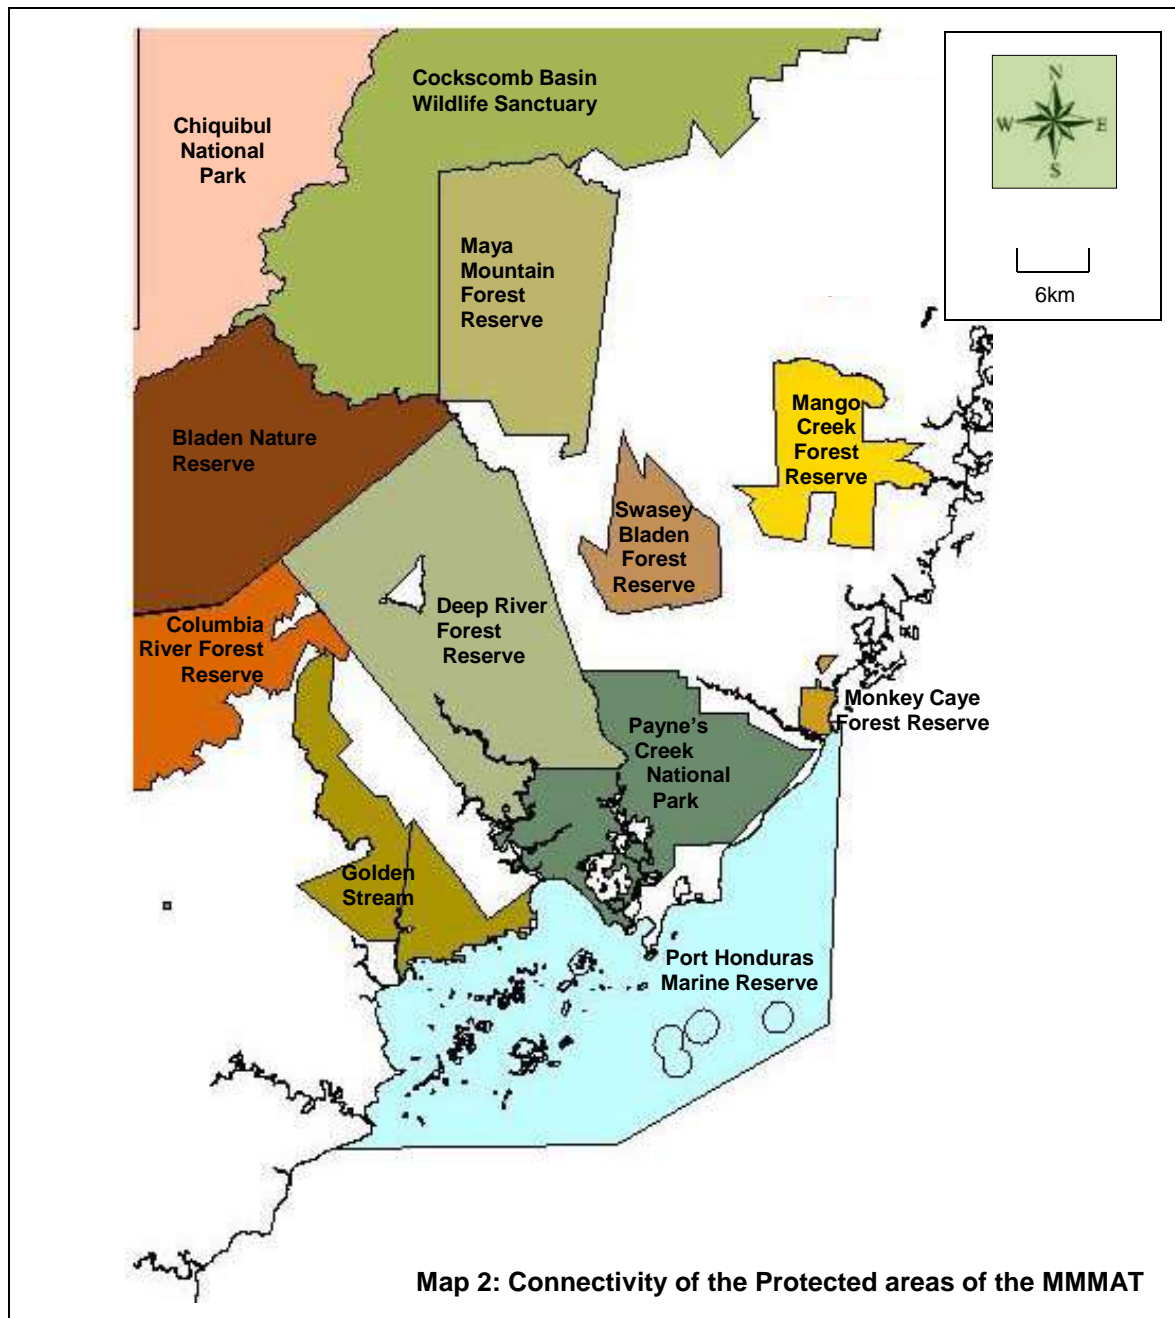 Cockscomb Basin
Wildlife Sanctuary
N
W
E
S
6km
Chiquibul
National
Park
Maya
Mountain
Forest
Reserve
Mango
Creek
Forest
Reserve
Bladen Nature
Reserve
Swasey
Bladen
Forest
Reserve
Columbia
River Forest
Reserve
Deep River
Forest
Reserve
Monkey Caye
Forest Reserve
Payne's
Creek
National
Park
Golden
Stream
Port Honduras
Marine Reserve
Map 2: Connectivity of the Protected areas of the MMMAT